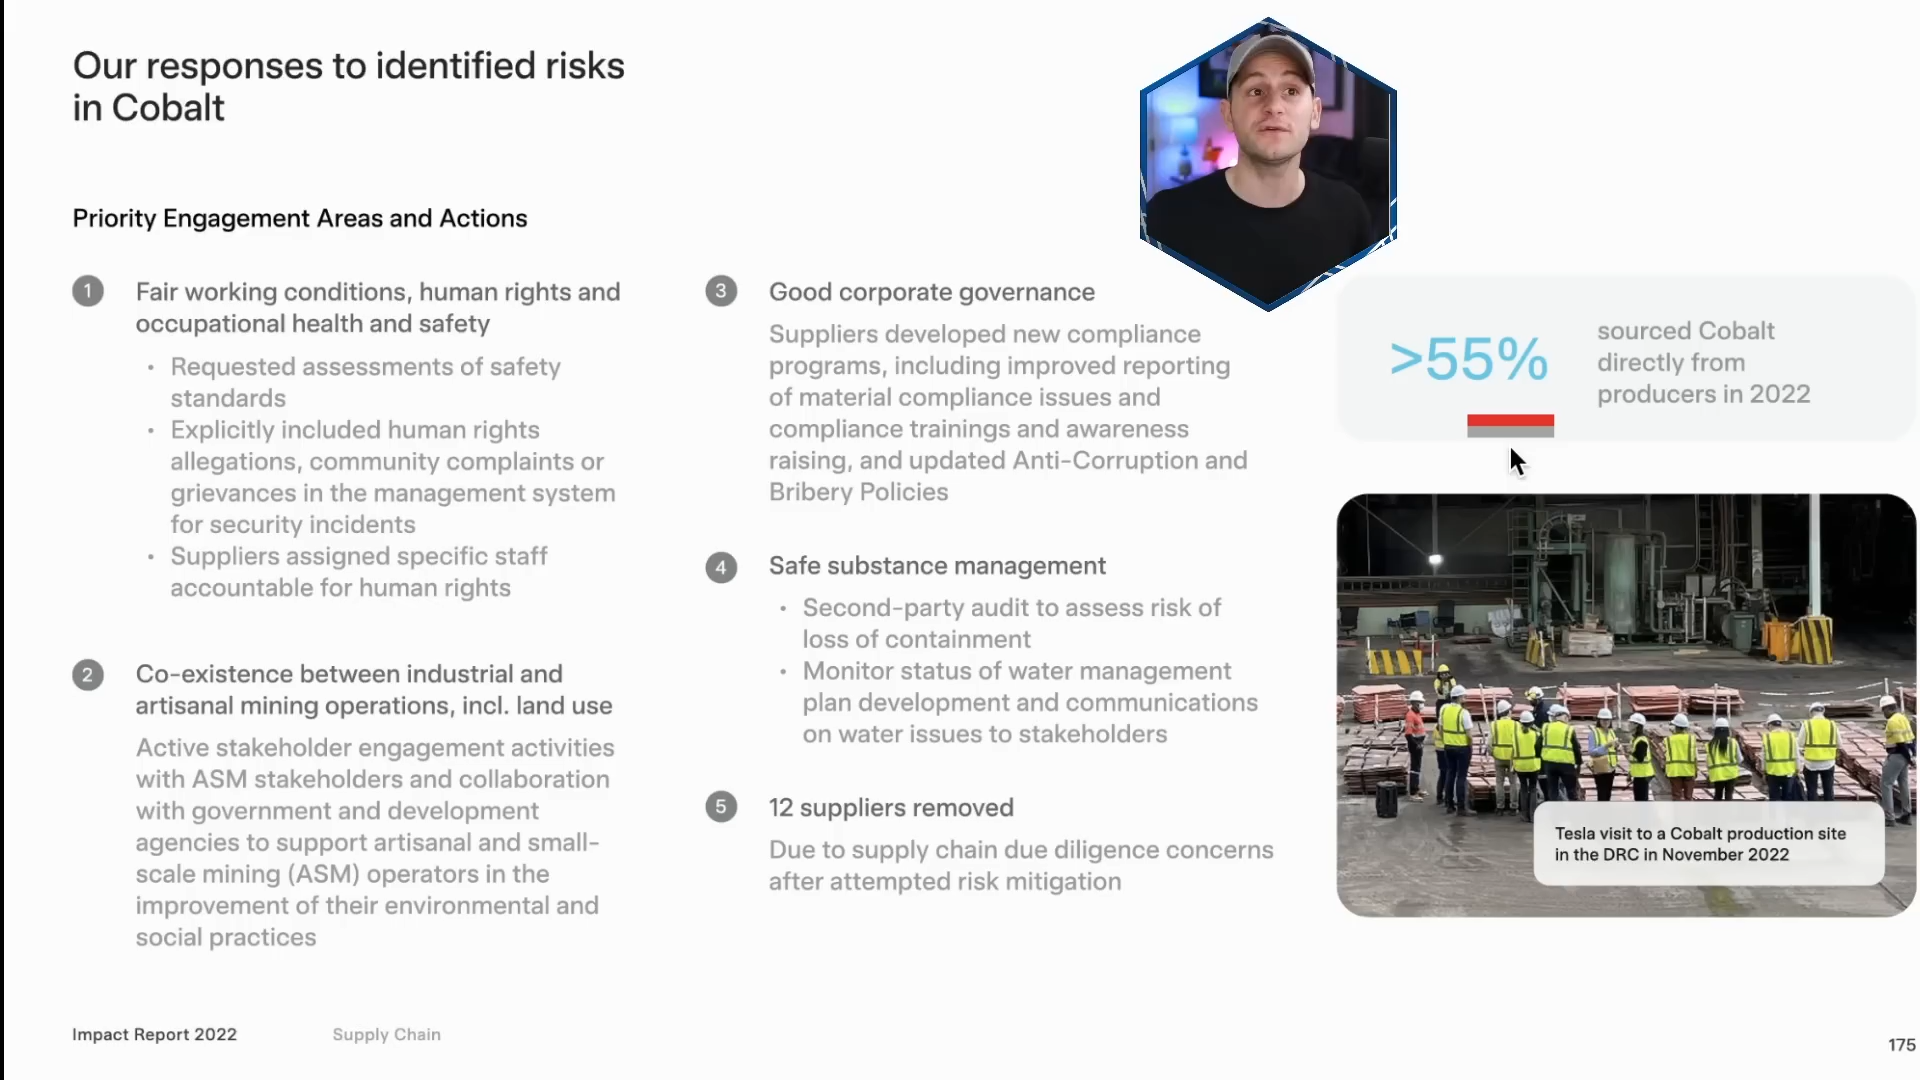 Our responses to identified risks
in Cobalt
Priority Engagement Areas and Actions
1
Fair working conditions, human rights and
occupational health and safety
• Requested assessments of safety
standards
• Explicitly included human rights
allegations, community complaints or
grievances in the management system
for security incidents
• Suppliers assigned specific staff
accountable for human rights
2
Co-existence between industrial and
artisanal mining operations, incl. land use
Active stakeholder engagement activities
with ASM stakeholders and collaboration
with government and development
agencies to support artisanal and small-
scale mining (ASM) operators in the
improvement of their environmental and
social practices
3
Good corporate governance
Suppliers developed new compliance
programs, including improved reporting
of material compliance issues and
compliance trainings and awareness
raising, and updated Anti-Corruption and
Bribery Policies
4
Safe substance management
• Second-party audit to assess risk of
loss of containment
• Monitor status of water management
plan development and communications
on water issues to stakeholders
5
12 suppliers removed
Due to supply chain due diligence concerns
after attempted risk mitigation
>55%
sourced Cobalt
directly from
producers in 2022
Tesla visit to a Cobalt production site
in the DRC in November 2022
Impact Report 2022
Supply Chain
175